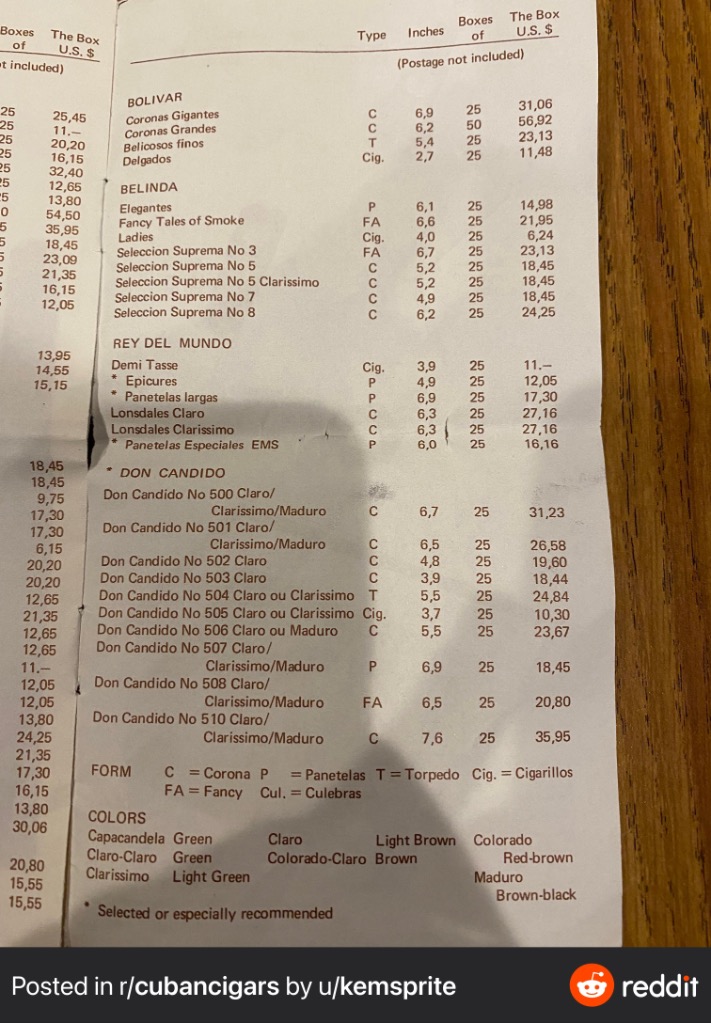 Boxes The Box
of U.S. $
t included)
25 25,45
25 11.—
25 20,20
25 16,15
25 32,40
25 12,65
5 13,80
0 54,50
5 35,95
5 18,45
5 23,09
5 21,35
5 16,15
12,05
13,95
14,55
15,15
18,45
18,45
9,75
17,30
17,30
6,15
20,20
20,20
12,65
21,35
12,65
12,65
11.—
12,05
12,05
13,80
24,25
21,35
17,30
16,15
13,80
30,06
20,80
15,55
15,55
Type Inches Boxes of The Box U.S. $
(Postage not included)
BOLIVAR
Coronas Gigantes C 6,9 25 31,06
Coronas Grandes C 6,2 50 56,92
Belicosos finos T 5,4 25 23,13
Delgados Cig. 2,7 25 11,48
BELINDA
Elegantes P 6,1 25 14,98
Fancy Tales of Smoke FA 6,6 25 21,95
Ladies Cig. 4,0 25 6,24
Seleccion Suprema No 3 FA 6,7 25 23,13
Seleccion Suprema No 5 C 5,2 25 18,45
Seleccion Suprema No 5 Clarissimo C 5,2 25 18,45
Seleccion Suprema No 7 C 4,9 25 18,45
Seleccion Suprema No 8 C 6,2 25 24,25
REY DEL MUNDO
Demi Tasse Cig. 3,9 25 11.—
* Epicures P 4,9 25 12,05
* Panetelas largas P 6,9 25 17,30
Lonsdales Claro C 6,3 25 27,16
Lonsdales Clarissimo C 6,3 25 27,16
* Panetelas Especiales EMS P 6,0 25 16,16
* DON CANDIDO
Don Candido No 500 Claro/
Clarissimo/Maduro C 6,7 25 31,23
Don Candido No 501 Claro/
Clarissimo/Maduro C 6,5 25 26,58
Don Candido No 502 Claro C 4,8 25 19,60
Don Candido No 503 Claro C 3,9 25 18,44
Don Candido No 504 Claro ou Clarissimo T 5,5 25 24,84
Don Candido No 505 Claro ou Clarissimo Cig. 3,7 25 10,30
Don Candido No 506 Claro ou Maduro C 5,5 25 23,67
Don Candido No 507 Claro/
Clarissimo/Maduro P 6,9 25 18,45
Don Candido No 508 Claro/
Clarissimo/Maduro FA 6,5 25 20,80
Don Candido No 510 Claro/
Clarissimo/Maduro C 7,6 25 35,95
FORM C = Corona P = Panetelas T = Torpedo Cig. = Cigarillos
FA = Fancy Cul. = Culebras
COLORS
Capacandela Green Claro Light Brown Colorado
Claro-Claro Green Colorado-Claro Brown Red-brown
Clarissimo Light Green Maduro
Brown-black
* Selected or especially recommended
Posted in r/cubancigars by u/kemsprite reddit